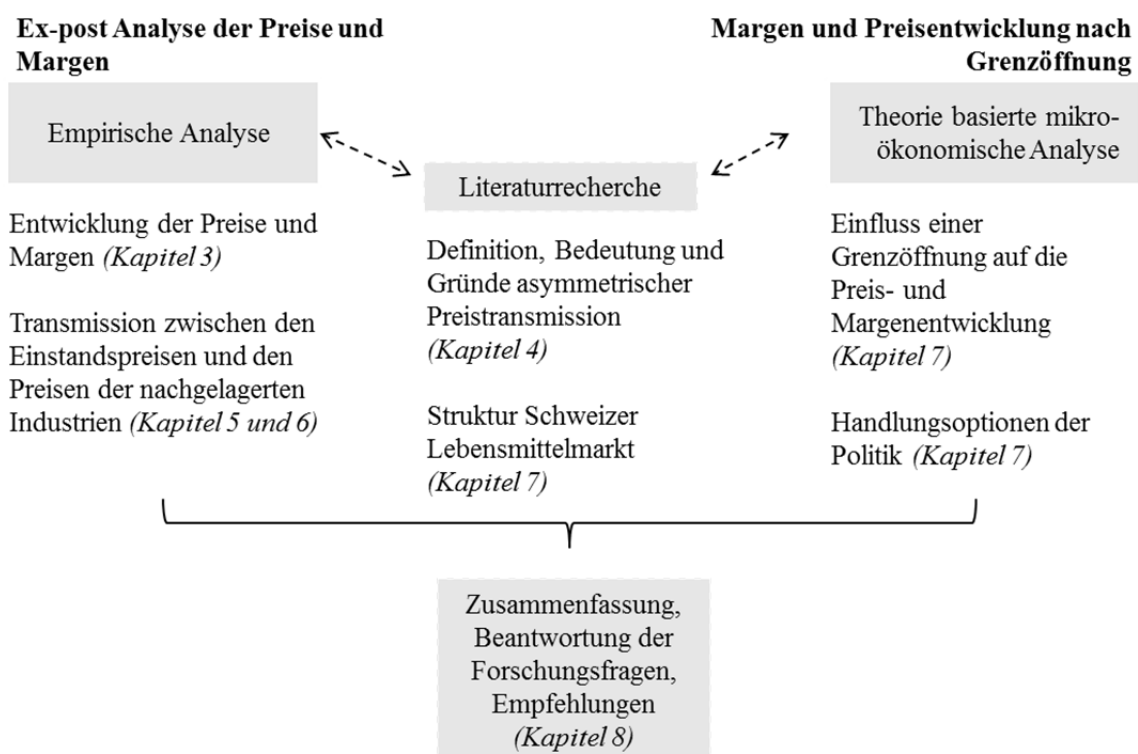 Ex-post Analyse der Preise und
Margen
Empirische Analyse
Entwicklung der Preise und
Margen (Kapitel 3)
Transmission zwischen den
Einstandspreisen und den
Preisen der nachgelagerten
Industrien (Kapitel 5 und 6)
Literaturrecherche
Definition, Bedeutung und
Gründe asymmetrischer
Preistransmission
(Kapitel 4)
Struktur Schweizer
Lebensmittelmarkt
(Kapitel 7)
Margen und Preisentwicklung nach
Grenzöffnung
Theorie basierte mikro-
ökonomische Analyse
Einfluss einer
Grenzöffnung auf die
Preis- und
Margenentwicklung
(Kapitel 7)
Handlungsoptionen der
Politik (Kapitel 7)
Zusammenfassung,
Beantwortung der
Forschungsfragen,
Empfehlungen
(Kapitel 8)